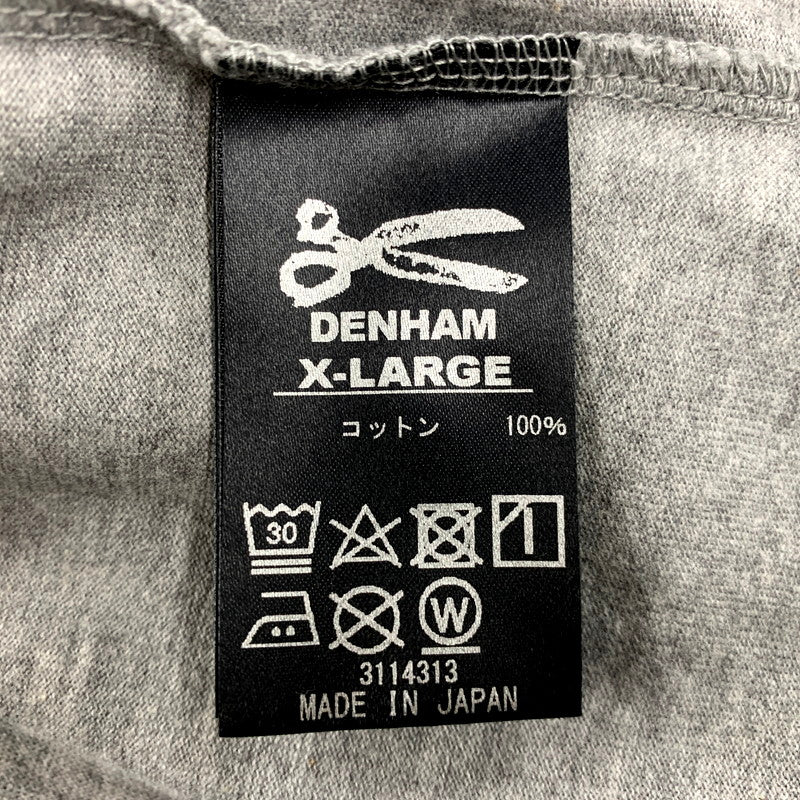 DENHAM
X-LARGE
コットン 100%
30
W
3114313
MADE IN JAPAN